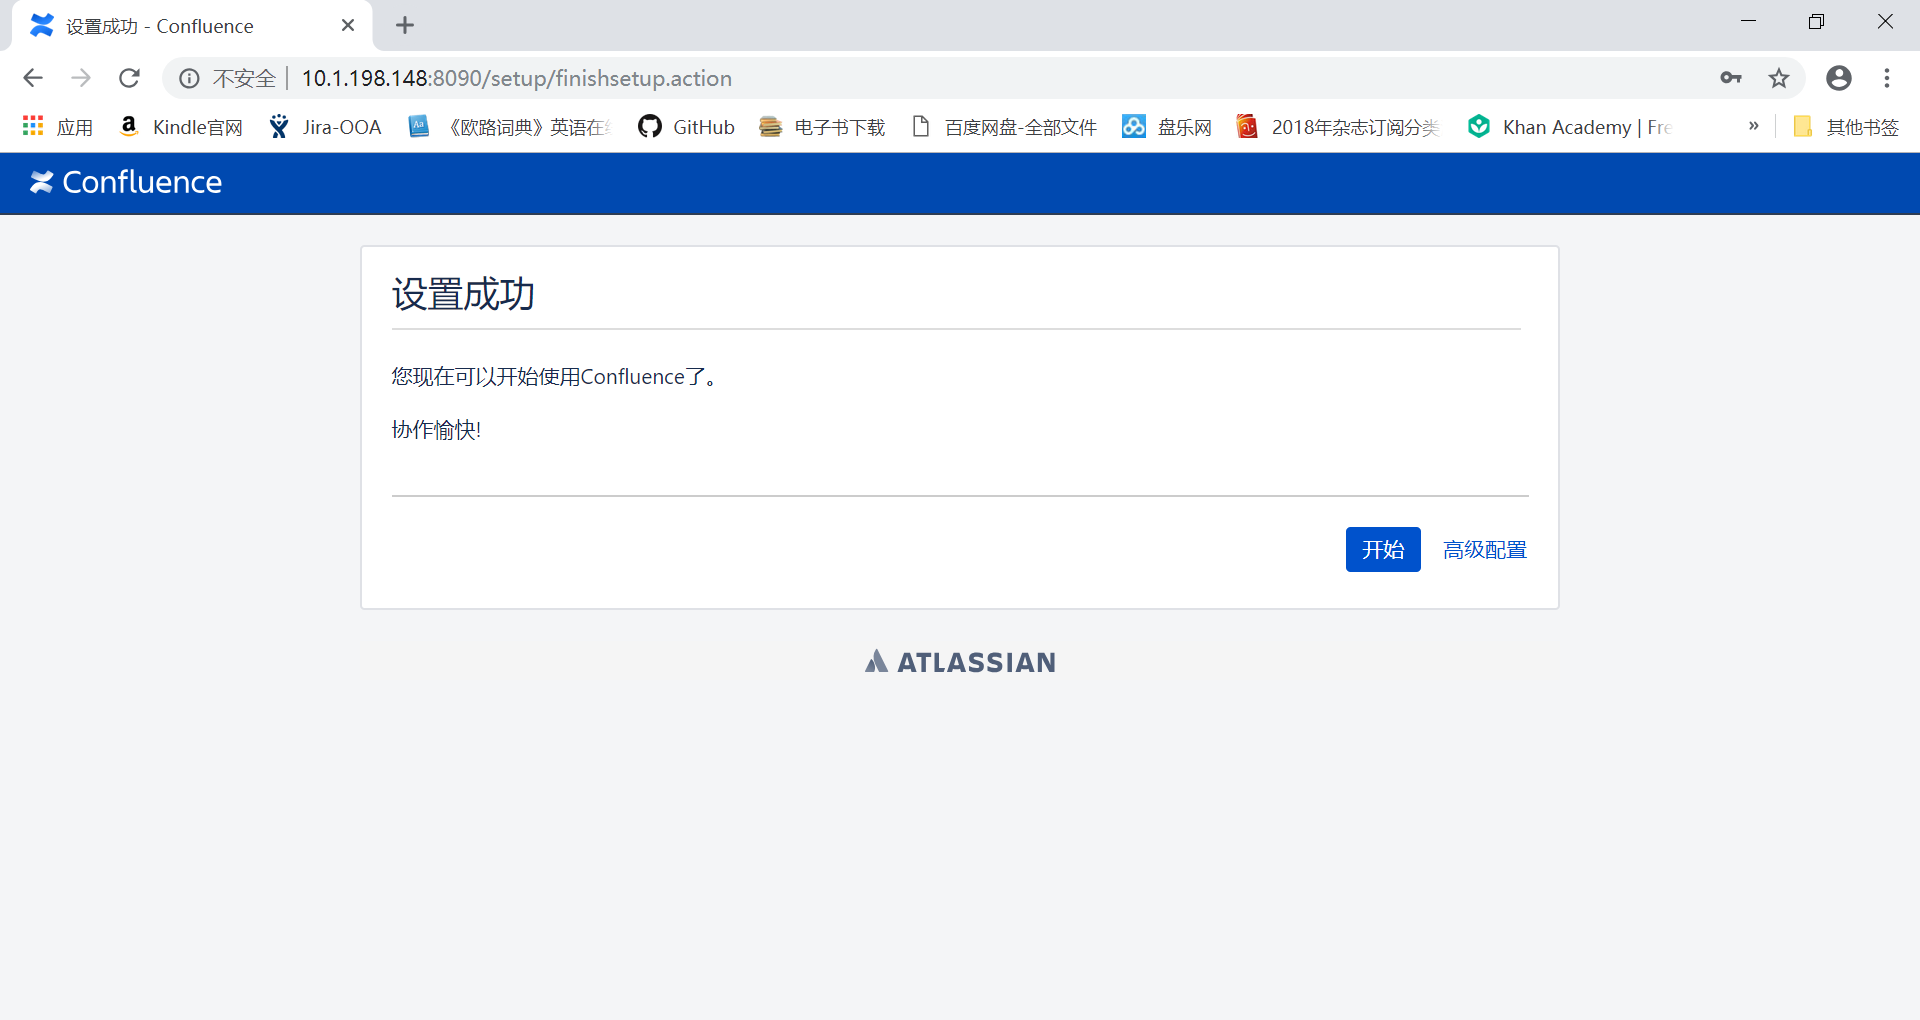 设置成功 - Confluence
不安全 | 10.1.198.148:8090/setup/finishsetup.action
应用 Kindle官网 Jira-OOA 《欧路词典》英语在 GitHub 电子书下载 百度网盘-全部文件 盘乐网 2018年杂志订阅分类 Khan Academy | Fre » 其他书签
Confluence
设置成功
您现在可以开始使用Confluence了。
协作愉快!
开始 高级配置
ATLASSIAN